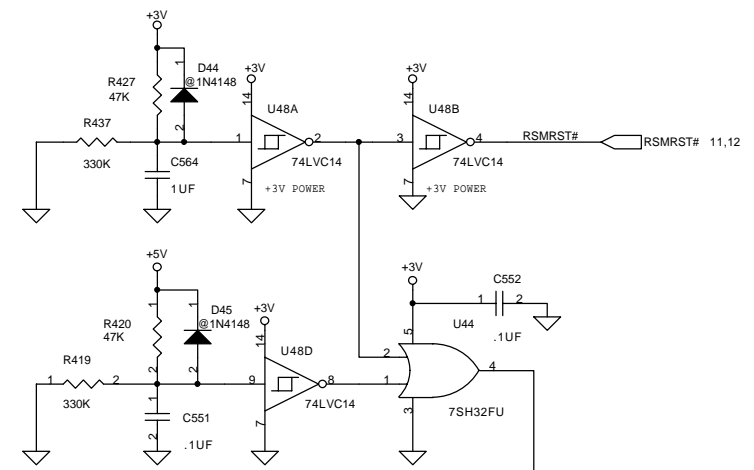 +3V
R427
47K
1
D44
@1N4148
2
R437
330K
C564
1UF
+3V
14
U48A
1
2
74LVC14
7
+3V POWER
+3V
14
U48B
3
4
74LVC14
7
+3V POWER
RSMRST#
RSMRST# 11,12
+5V
1
R420
47K
2
1
D45
@1N4148
2
1
R419
2
330K
1
C551
2
.1UF
+3V
14
U48D
9
8
74LVC14
7
+3V
C552
1
2
.1UF
U44
5
2
1
4
3
7SH32FU